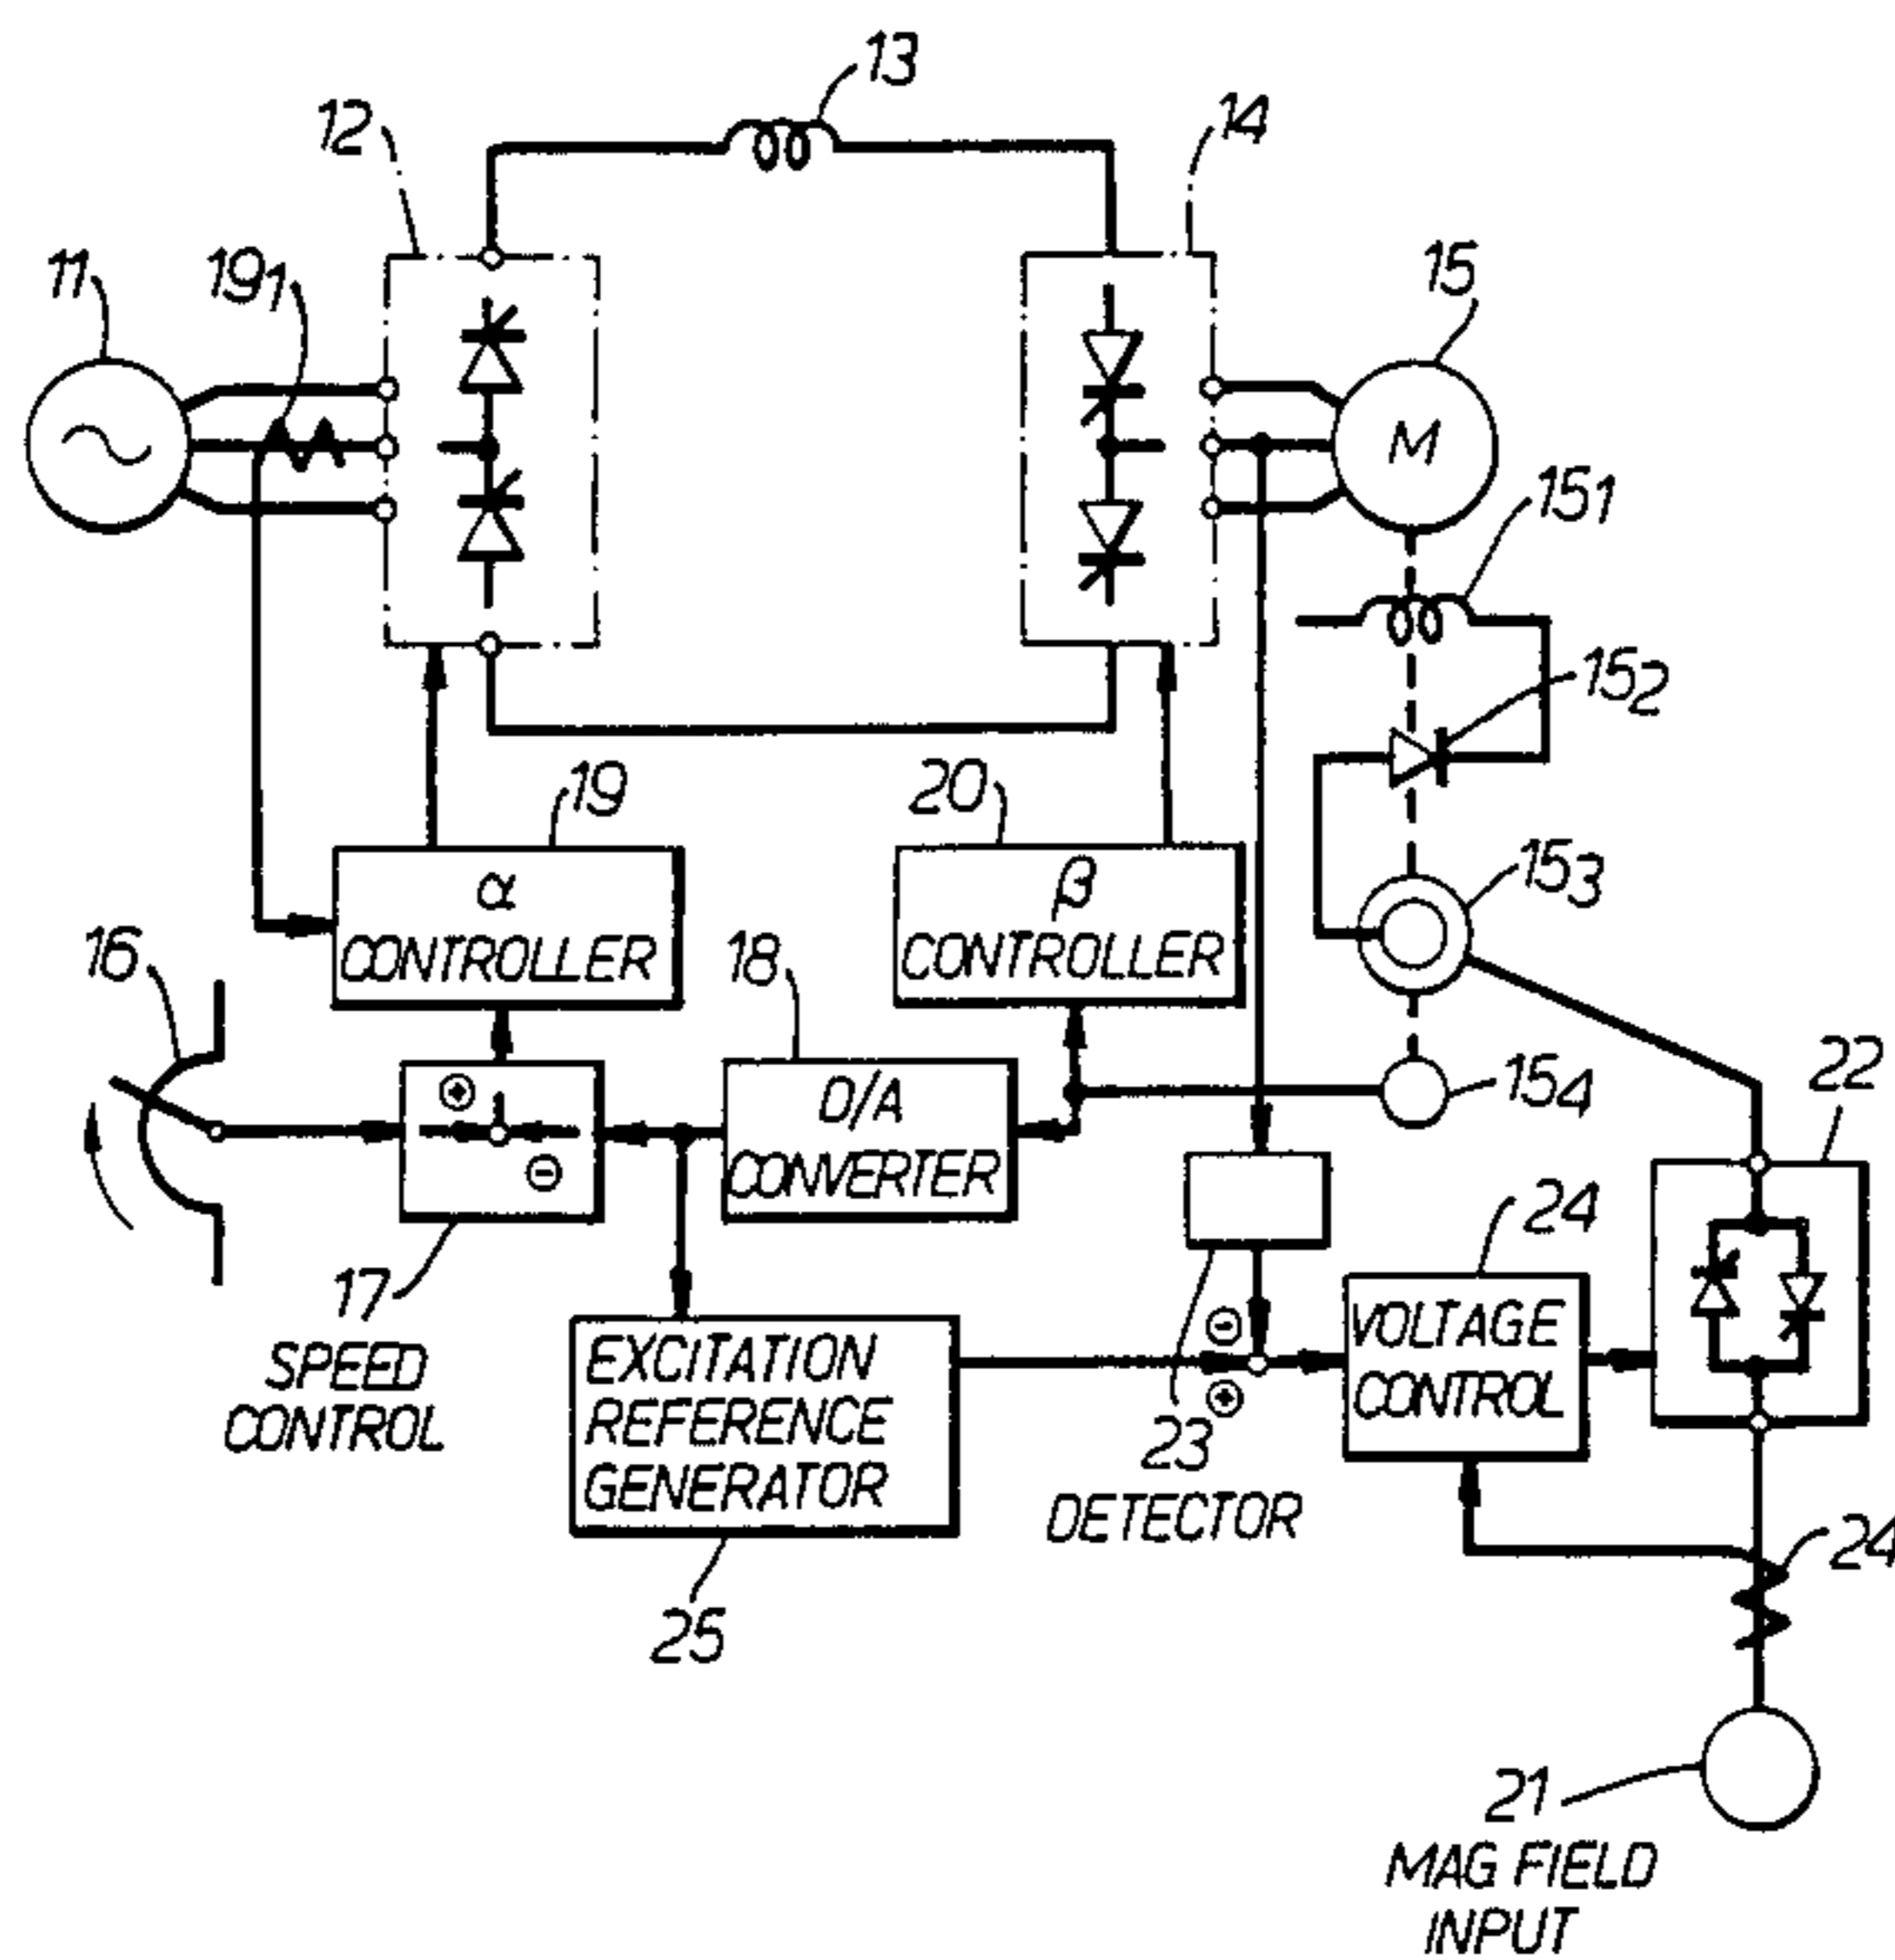 13
12
14
11
19₁
15
M
15₁
15₂
19
20
α
CONTROLLER
β
CONTROLLER
15₃
16
18
22
⊕
⊖
D/A
CONVERTER
15₄
17
SPEED
CONTROL
24
EXCITATION
REFERENCE
GENERATOR
⊖
⊕
VOLTAGE
CONTROL
23
DETECTOR
24
25
21
MAG FIELD
INPUT